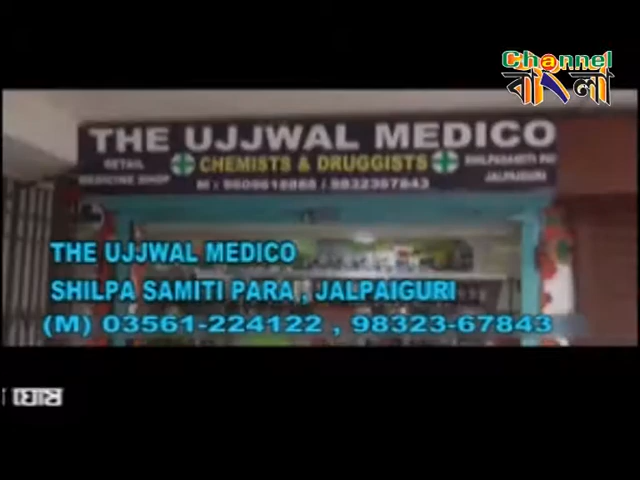 Channel
বাংলা
THE UJJWAL MEDICO
RETAIL
MEDICINE SHOP
CHEMISTS & DRUGGISTS
JALPAIGURI
THE UJJWAL MEDICO
SHILPA SAMITI PARA , JALPAIGURI
(M) 03561-224122 , 98323-67843
ঘোষ